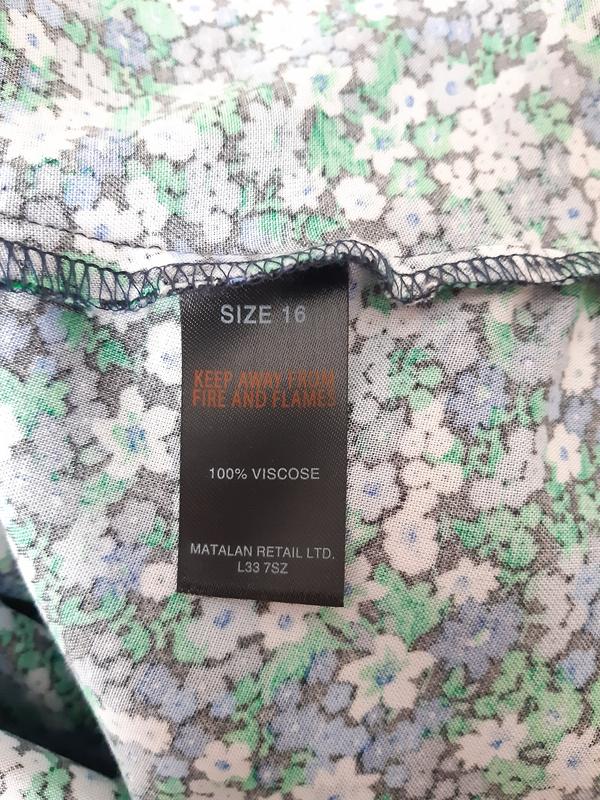 SIZE 16
KEEP AWAY FROM
FIRE AND FLAMES
100% VISCOSE
MATALAN RETAIL LTD.
L33 7SZ